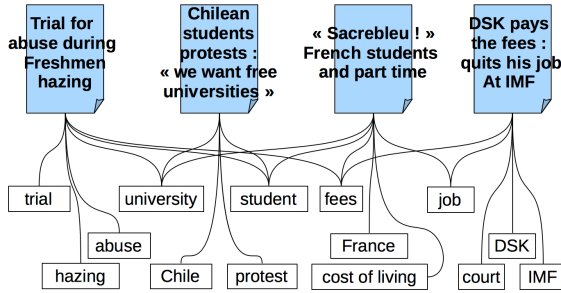 Trial for
abuse during
Freshmen
hazing
Chilean
students
protests :
« we want free
universities »
« Sacrebleu ! »
French students
and part time
DSK pays
the fees :
quits his job
At IMF
trial
university
student
fees
job
abuse
France
DSK
hazing
Chile
protest
cost of living
court
IMF